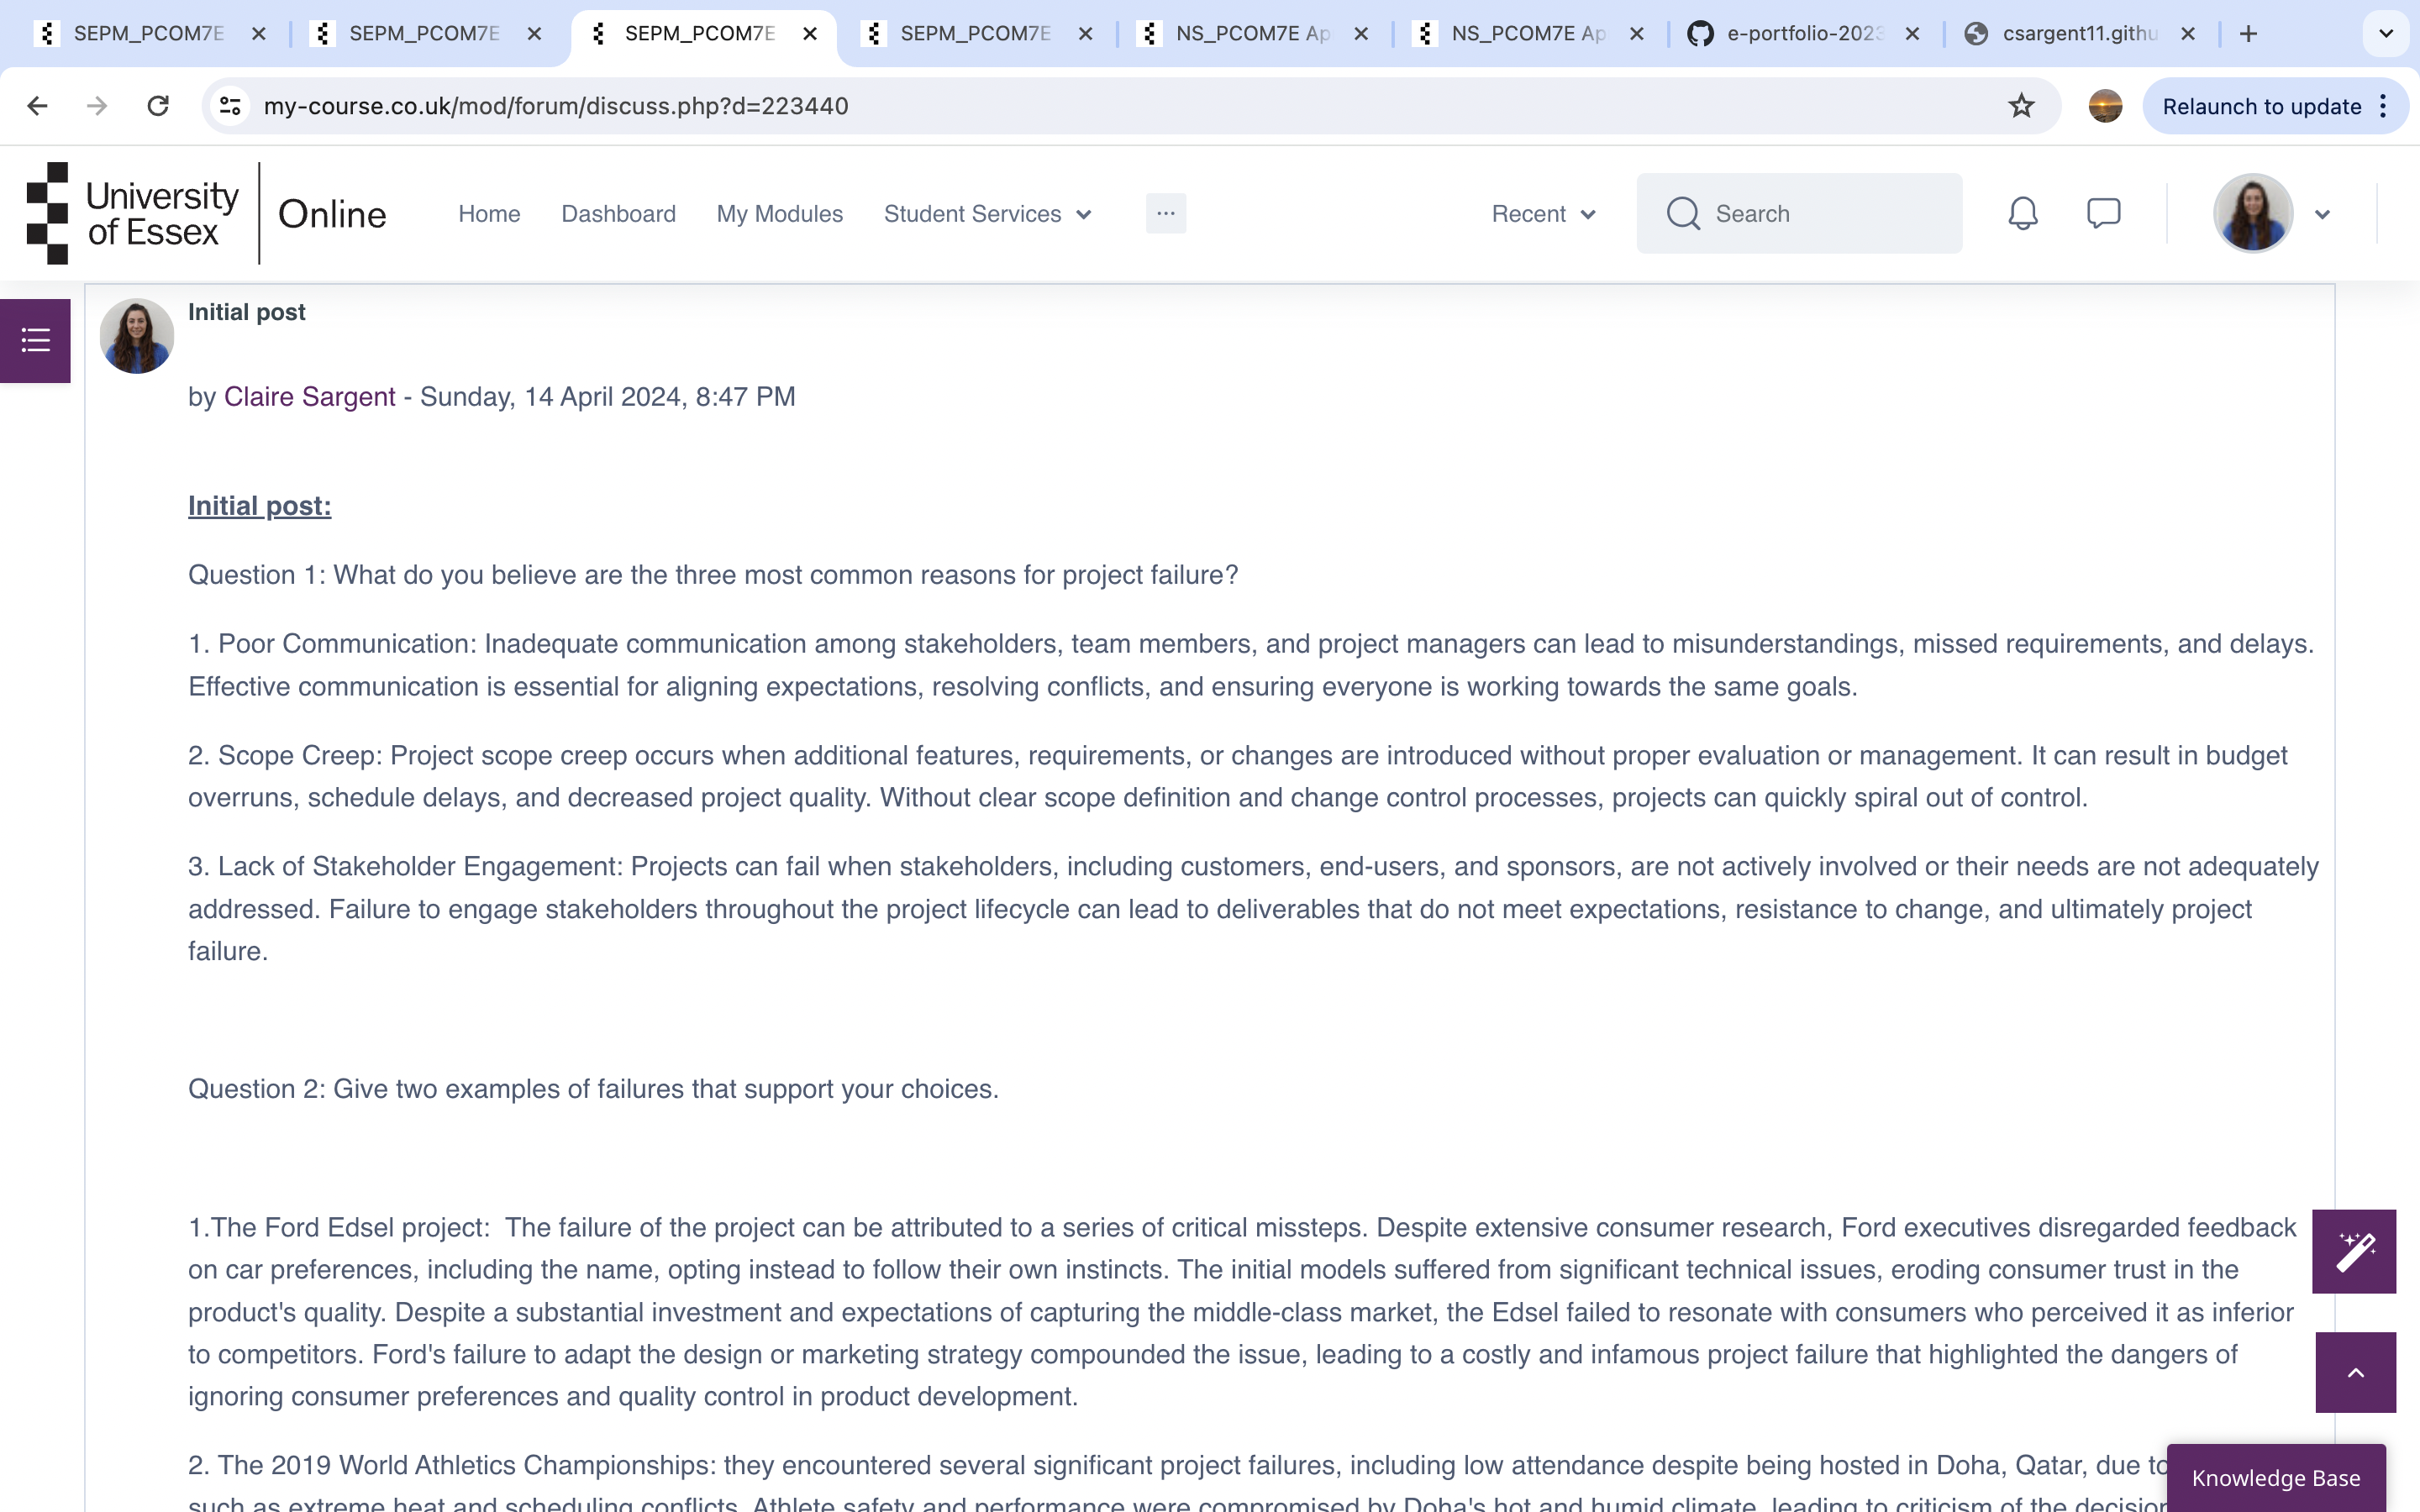 SEPM_PCOM7E
SEPM_PCOM7E
SEPM_PCOM7E
SEPM_PCOM7E
NS_PCOM7E Ap
NS_PCOM7E Ap
e-portfolio-2023
csargent11.githu
my-course.co.uk/mod/forum/discuss.php?d=223440
Relaunch to update
University
of Essex
Online
Home
Dashboard
My Modules
Student Services
Recent
Search
Initial post
by Claire Sargent - Sunday, 14 April 2024, 8:47 PM
Initial post:
Question 1: What do you believe are the three most common reasons for project failure?
1. Poor Communication: Inadequate communication among stakeholders, team members, and project managers can lead to misunderstandings, missed requirements, and delays.
Effective communication is essential for aligning expectations, resolving conflicts, and ensuring everyone is working towards the same goals.
2. Scope Creep: Project scope creep occurs when additional features, requirements, or changes are introduced without proper evaluation or management. It can result in budget
overruns, schedule delays, and decreased project quality. Without clear scope definition and change control processes, projects can quickly spiral out of control.
3. Lack of Stakeholder Engagement: Projects can fail when stakeholders, including customers, end-users, and sponsors, are not actively involved or their needs are not adequately
addressed. Failure to engage stakeholders throughout the project lifecycle can lead to deliverables that do not meet expectations, resistance to change, and ultimately project
failure.
Question 2: Give two examples of failures that support your choices.
1.The Ford Edsel project:  The failure of the project can be attributed to a series of critical missteps. Despite extensive consumer research, Ford executives disregarded feedback
on car preferences, including the name, opting instead to follow their own instincts. The initial models suffered from significant technical issues, eroding consumer trust in the
product's quality. Despite a substantial investment and expectations of capturing the middle-class market, the Edsel failed to resonate with consumers who perceived it as inferior
to competitors. Ford's failure to adapt the design or marketing strategy compounded the issue, leading to a costly and infamous project failure that highlighted the dangers of
ignoring consumer preferences and quality control in product development.
2. The 2019 World Athletics Championships: they encountered several significant project failures, including low attendance despite being hosted in Doha, Qatar, due to
such as extreme heat and scheduling conflicts. Athlete safety and performance were compromised by Doha's hot and humid climate, leading to criticism of the decision
Knowledge Base